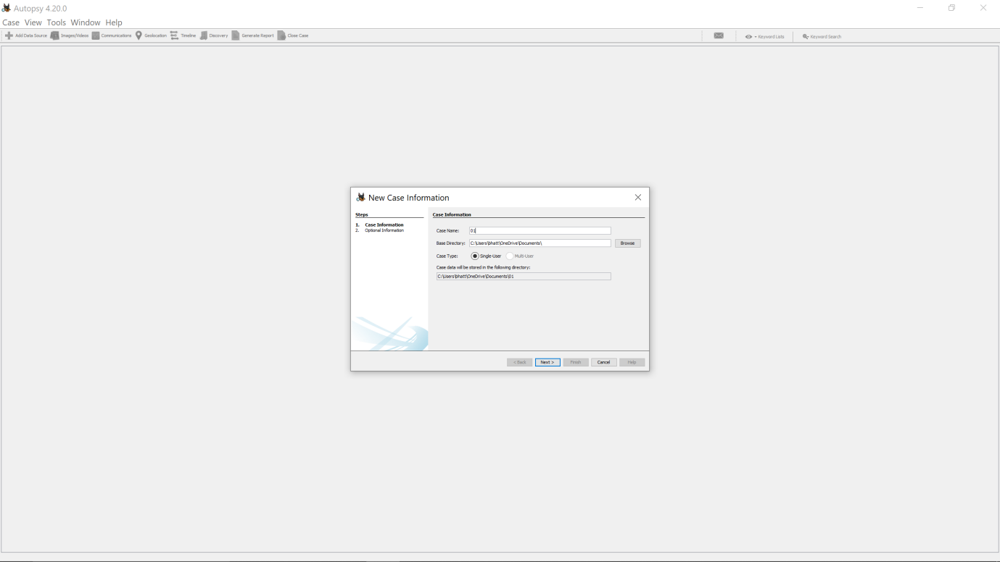 Autopsy 4.20.0
Case View Tools Window Help
Add Data Source Images/Videos Communications Geolocation Timeline Discovery Generate Report Close Case Keyword Lists Keyword Search
New Case Information
Steps
1. Case Information
2. Optional Information
Case Information
Case Name: 01
Base Directory: C:\Users\bhatt\OneDrive\Documents\ Browse
Case Type: Single-User Multi-User
Case data will be stored in the following directory:
C:\Users\bhatt\OneDrive\Documents\01
< Back Next > Finish Cancel Help